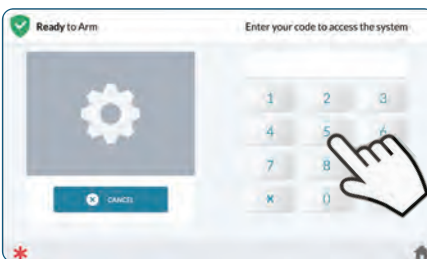 Ready to Arm
Enter your code to access the system
1 2 3
4 5 6
7 8
× 0
× CANCEL
*